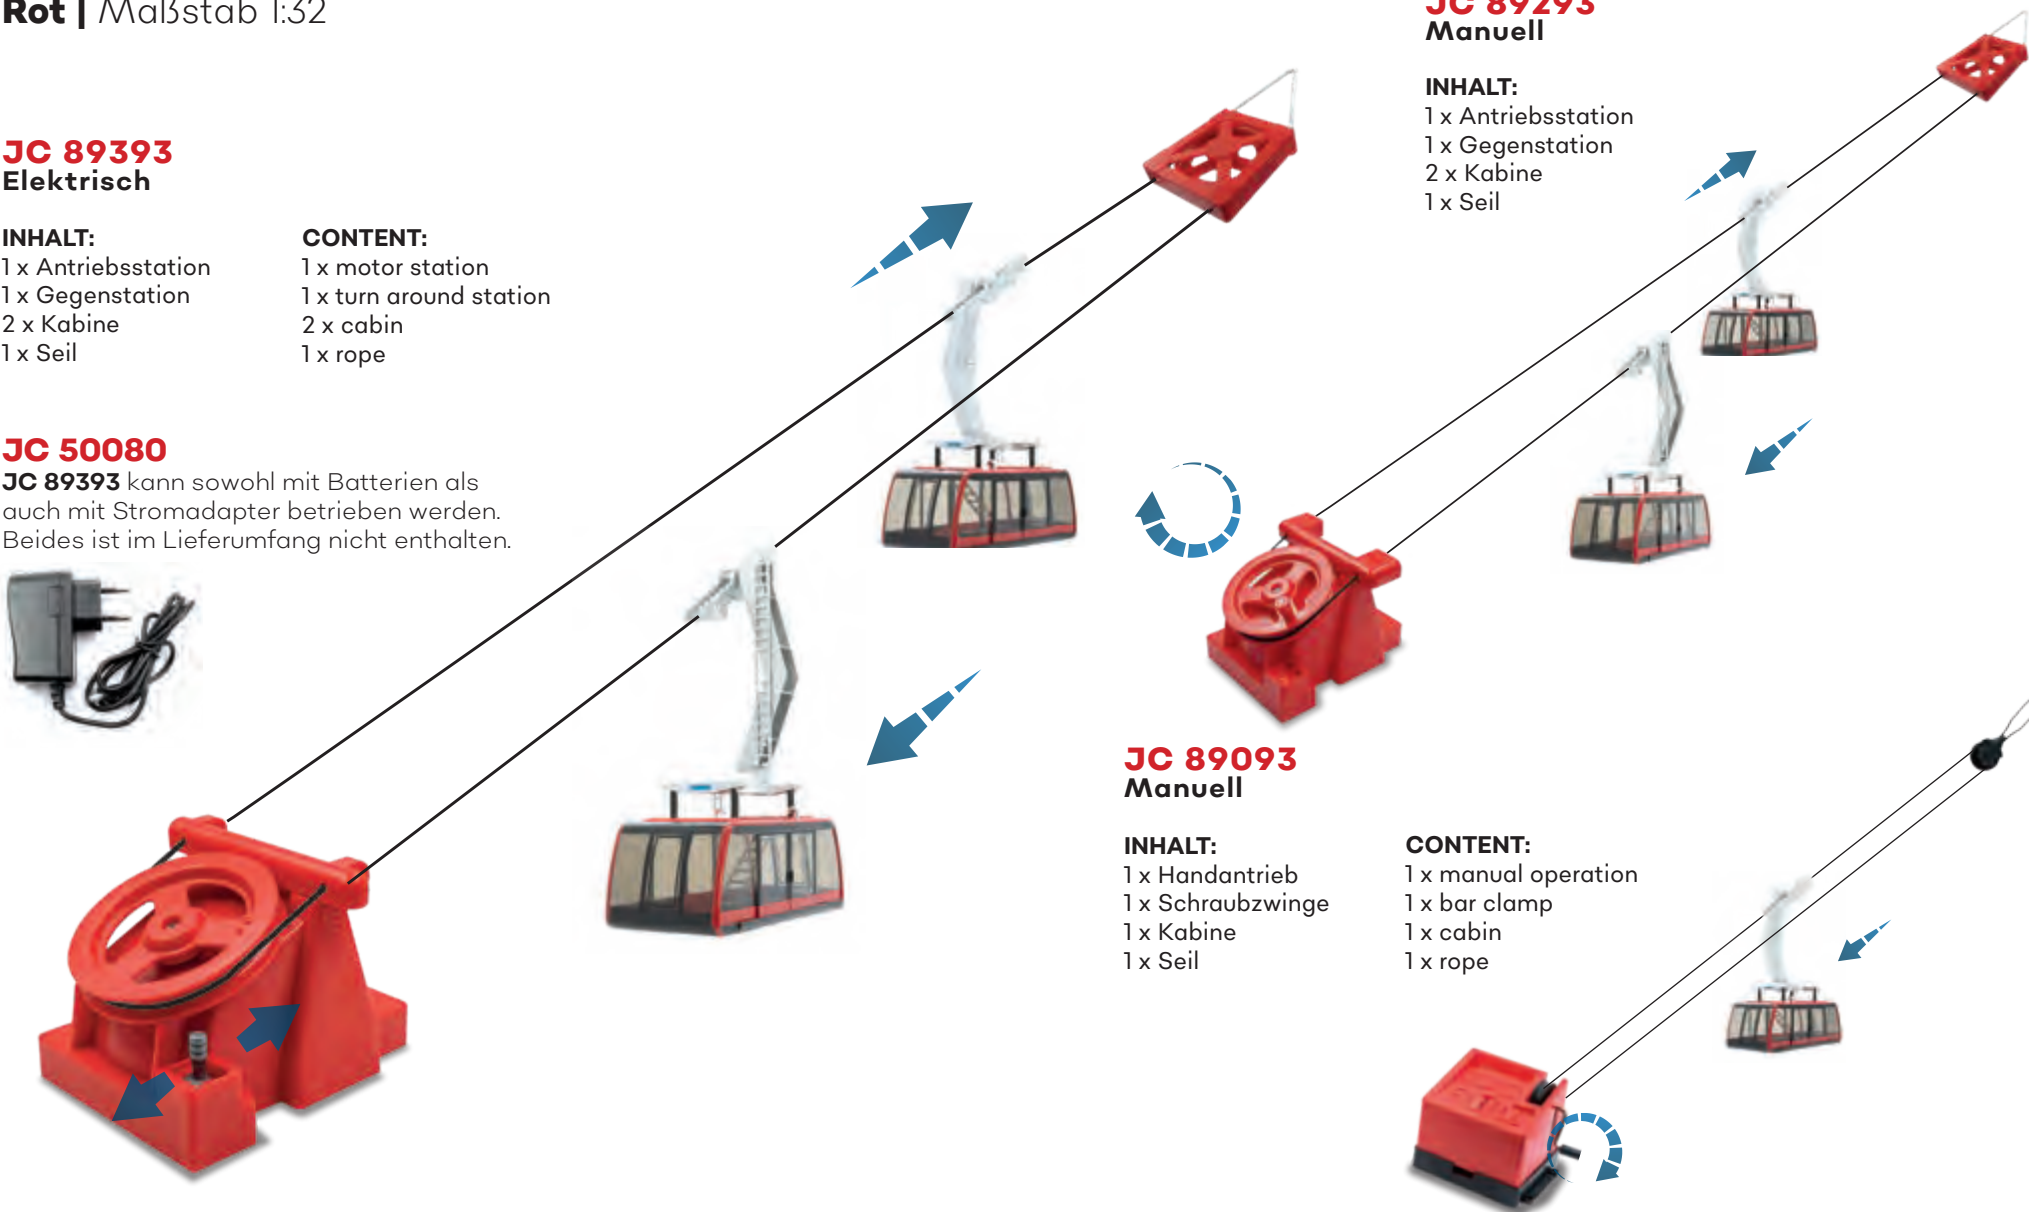 Rot | Maßstab 1:32
JC 89393
Elektrisch
INHALT:
1 x Antriebsstation
1 x Gegenstation
2 x Kabine
1 x Seil
CONTENT:
1 x motor station
1 x turn around station
2 x cabin
1 x rope
JC 50080
JC 89393 kann sowohl mit Batterien als
auch mit Stromadapter betrieben werden.
Beides ist im Lieferumfang nicht enthalten.
JC 89293
Manuell
INHALT:
1 x Antriebsstation
1 x Gegenstation
2 x Kabine
1 x Seil
JC 89093
Manuell
INHALT:
1 x Handantrieb
1 x Schraubzwinge
1 x Kabine
1 x Seil
CONTENT:
1 x manual operation
1 x bar clamp
1 x cabin
1 x rope